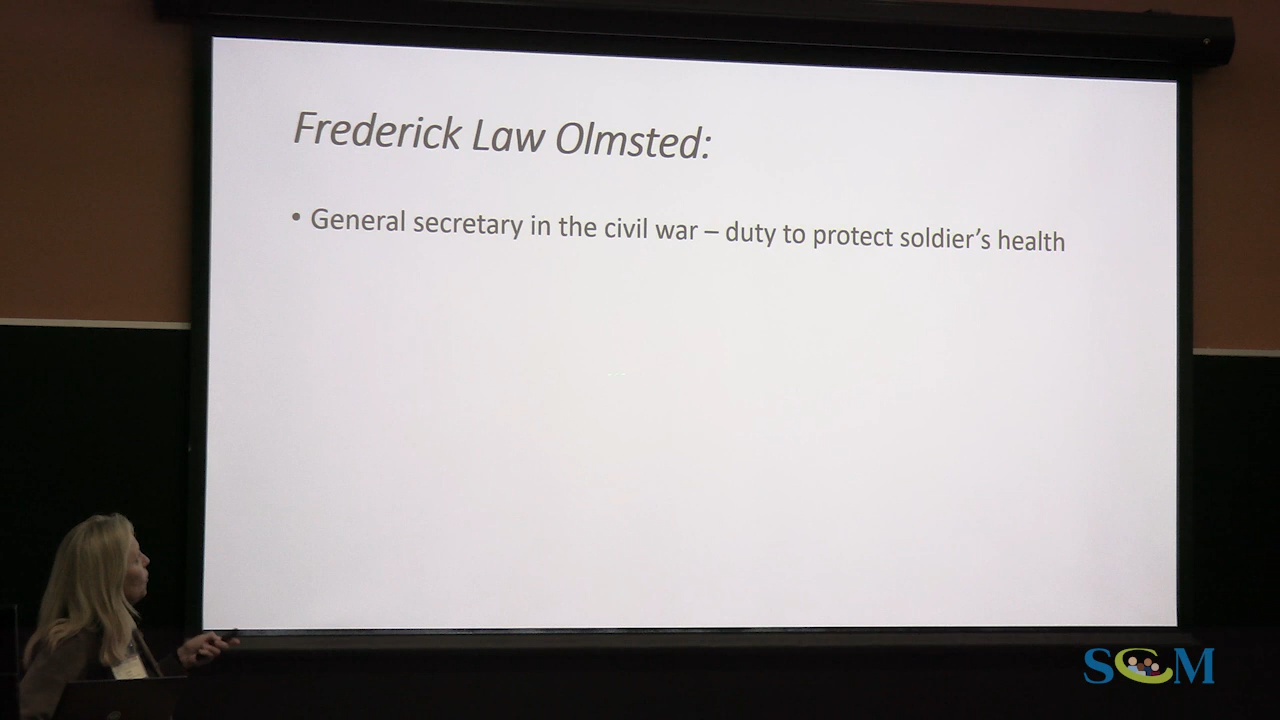 Frederick Law Olmsted:
• General secretary in the civil war – duty to protect soldier's health
SCM